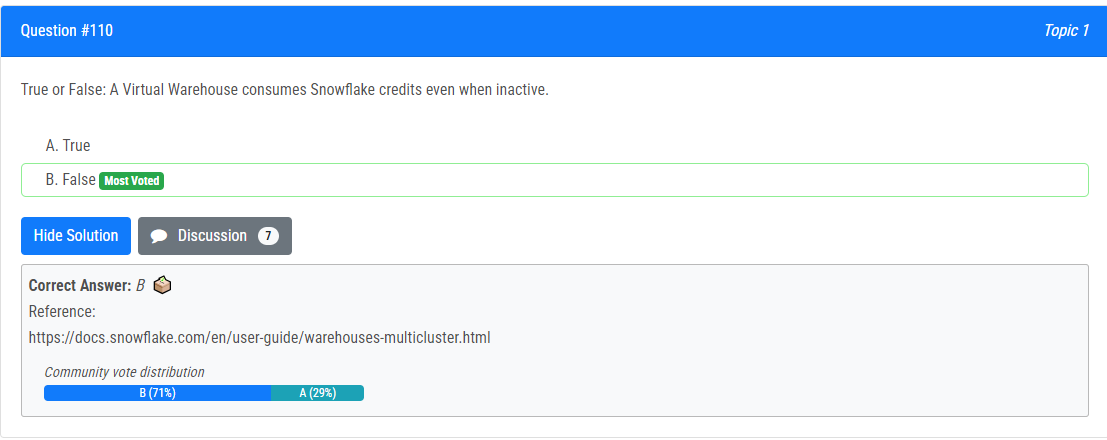 Question #110
Topic 1
True or False: A Virtual Warehouse consumes Snowflake credits even when inactive.
A. True
B. False Most Voted
Hide Solution
Discussion 7
Correct Answer: B
Reference:
https://docs.snowflake.com/en/user-guide/warehouses-multicluster.html
Community vote distribution
B (71%) A (29%)